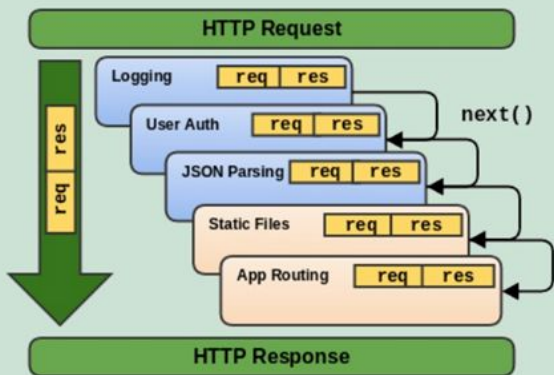 HTTP Request
Logging req res
next()
User Auth req res
JSON Parsing req res
Static Files req res
App Routing req res
req res
HTTP Response